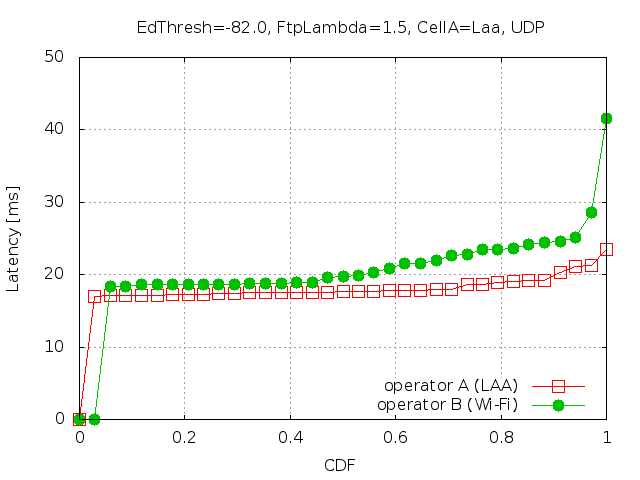 EdThresh=-82.0, FtpLambda=1.5, CellA=Laa, UDP
50
40
30
20
10
0
Latency [ms]
operator A (LAA)
operator B (Wi-Fi)
0 0.2 0.4 0.6 0.8 1
CDF